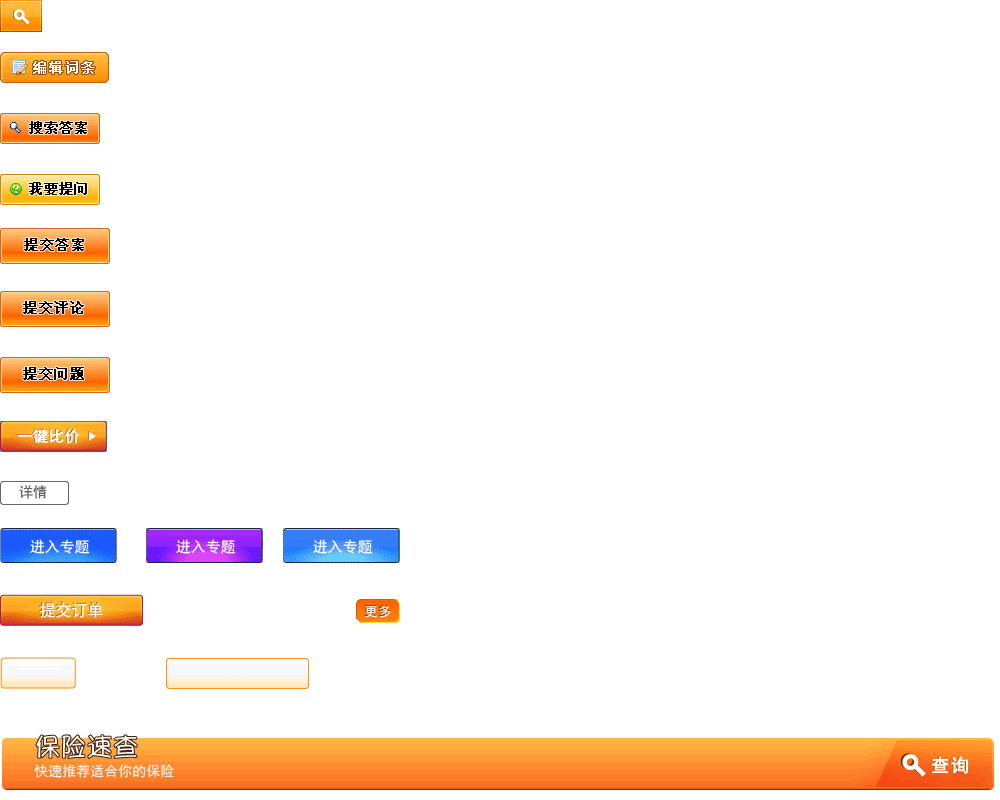 编辑词条
搜索答案
我要提问
提交答案
提交评论
提交问题
一键比价
详情
进入专题 进入专题 进入专题
提交订单 更多
保险速查
快速推荐适合你的保险
查询